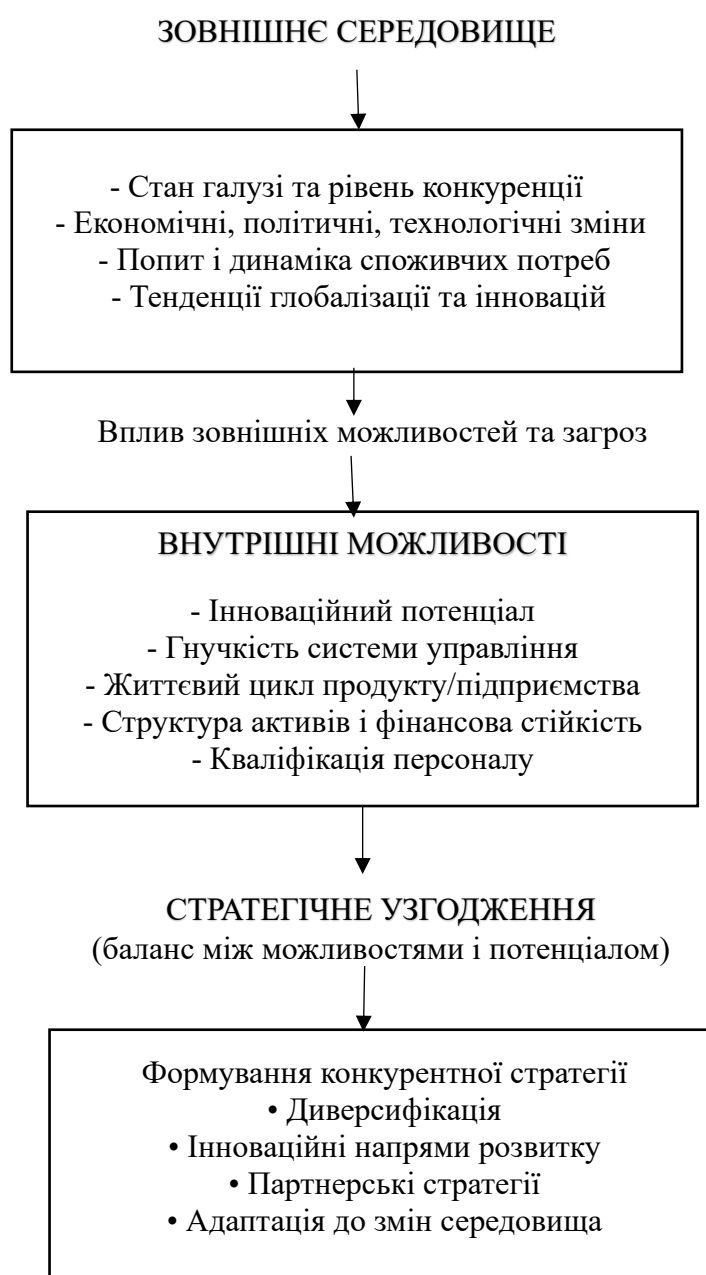 ЗОВНІШНЄ СЕРЕДОВИЩЕ
- Стан галузі та рівень конкуренції
- Економічні, політичні, технологічні зміни
- Попит і динаміка споживчих потреб
- Тенденції глобалізації та інновацій
Вплив зовнішніх можливостей та загроз
ВНУТРІШНІ МОЖЛИВОСТІ
- Інноваційний потенціал
- Гнучкість системи управління
- Життєвий цикл продукту/підприємства
- Структура активів і фінансова стійкість
- Кваліфікація персоналу
СТРАТЕГІЧНЕ УЗГОДЖЕННЯ
(баланс між можливостями і потенціалом)
Формування конкурентної стратегії
• Диверсифікація
• Інноваційні напрями розвитку
• Партнерські стратегії
• Адаптація до змін середовища